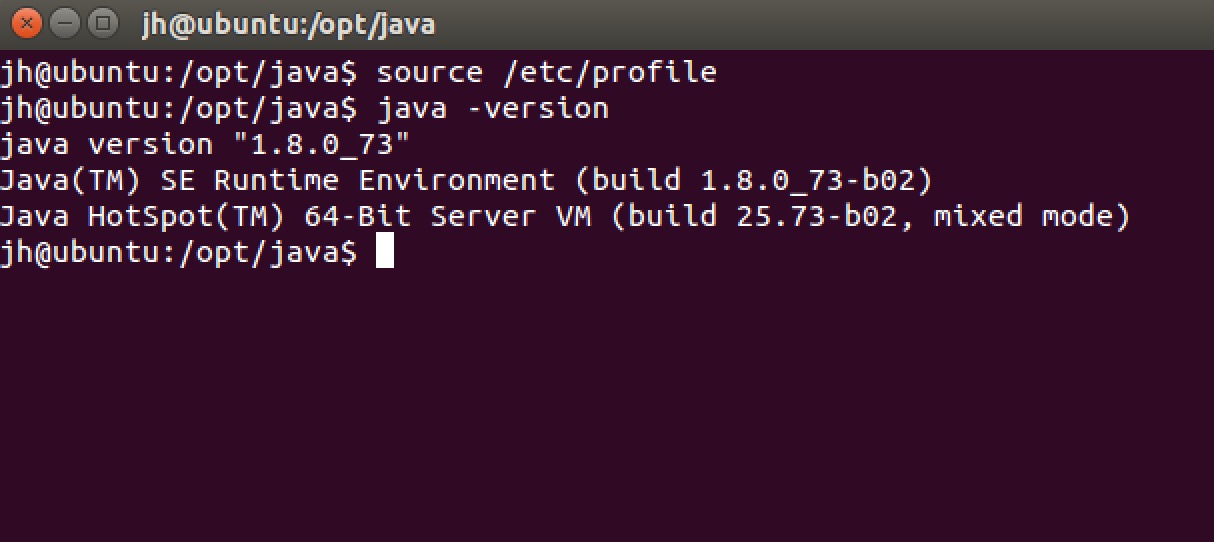 jh@ubuntu:/opt/java
jh@ubuntu:/opt/java$ source /etc/profile
jh@ubuntu:/opt/java$ java -version
java version "1.8.0_73"
Java(TM) SE Runtime Environment (build 1.8.0_73-b02)
Java HotSpot(TM) 64-Bit Server VM (build 25.73-b02, mixed mode)
jh@ubuntu:/opt/java$